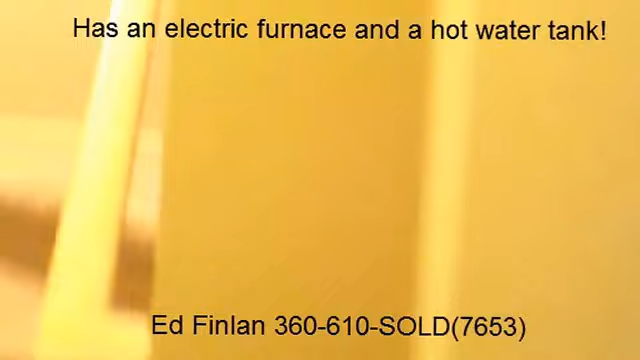 Has an electric furnace and a hot water tank!
Ed Finlan 360-610-SOLD(7653)